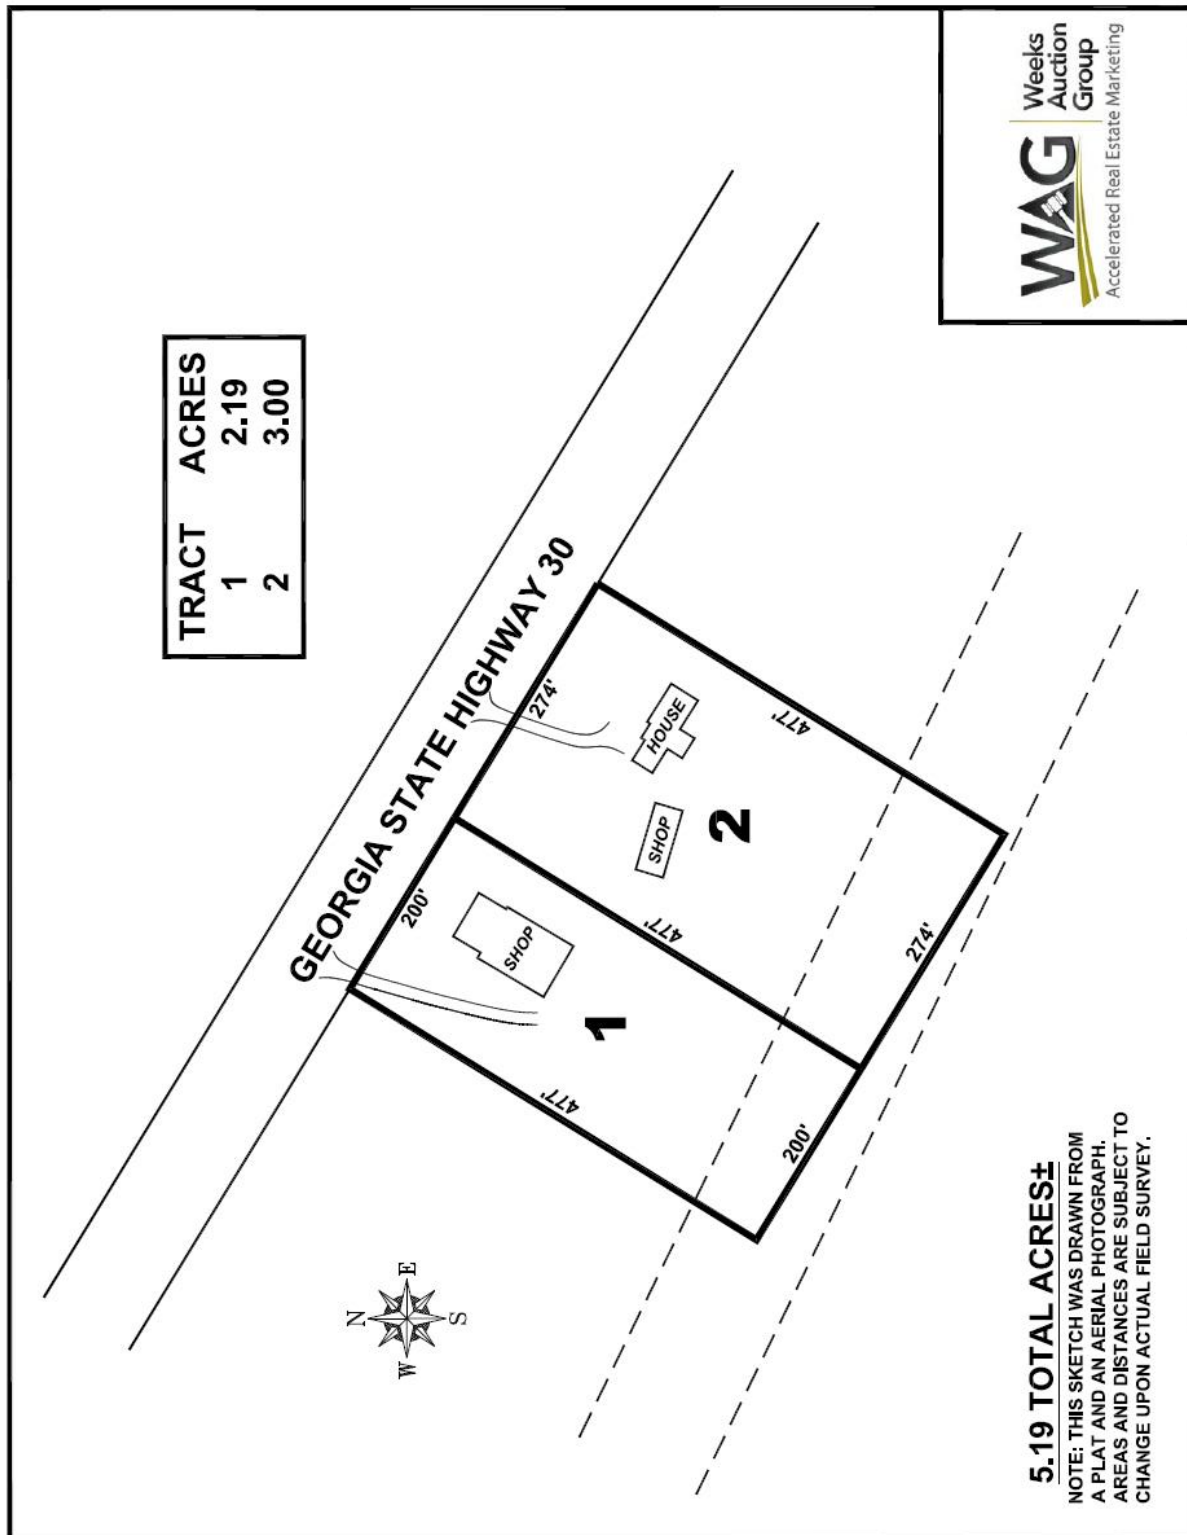 TRACT ACRES
1 2.19
2 3.00
GEORGIA STATE HIGHWAY 30
200'
274'
SHOP
HOUSE
SHOP
1
2
477'
477'
477'
200'
274'
N
W E
S
5.19 TOTAL ACRES±
NOTE: THIS SKETCH WAS DRAWN FROM
A PLAT AND AN AERIAL PHOTOGRAPH.
AREAS AND DISTANCES ARE SUBJECT TO
CHANGE UPON ACTUAL FIELD SURVEY.
WAG
Weeks
Auction
Group
Accelerated Real Estate Marketing